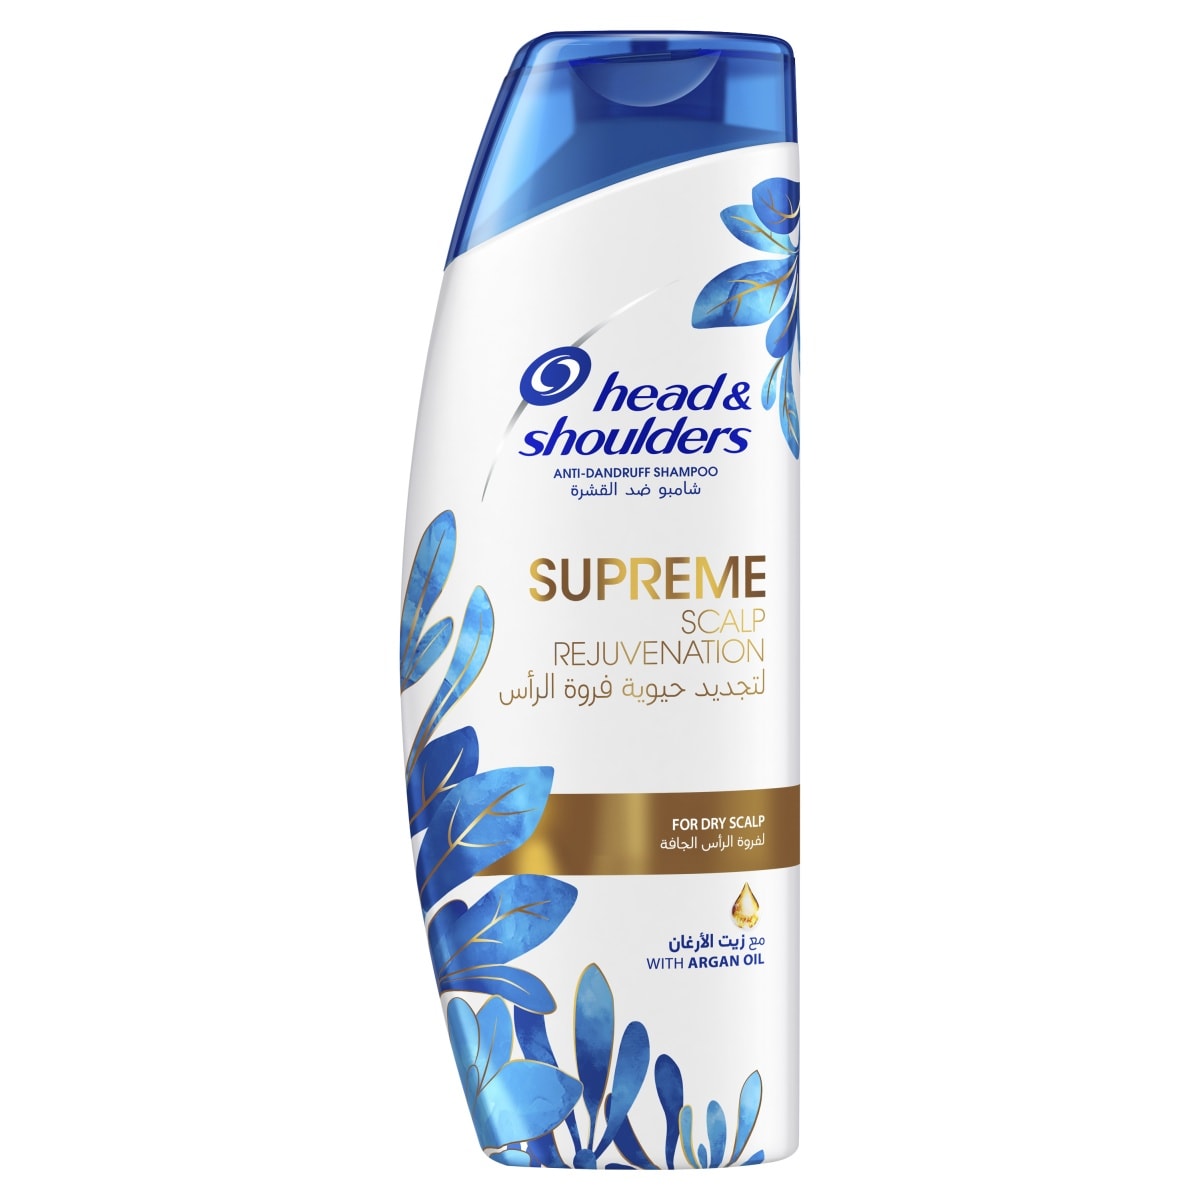 head &
shoulders
ANTI-DANDRUFF SHAMPOO
شامبو ضد القشرة
SUPREME
SCALP
REJUVENATION
لتجديد حيوية فروة الرأس
FOR DRY SCALP
لفروة الرأس الجافة
مع زيت الأرغان
WITH ARGAN OIL